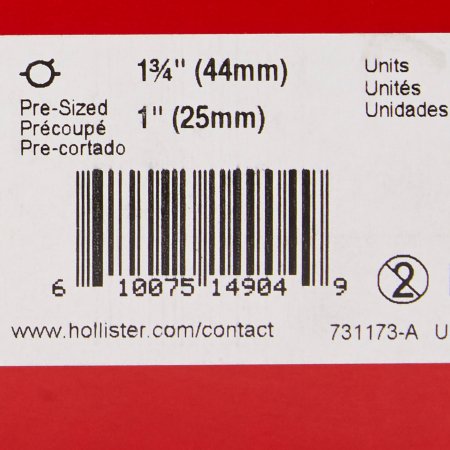 1¾" (44mm)
Pre-Sized
Précoupé
Pre-cortado
1" (25mm)
Units
Unités
Unidades
6 10075 14904 9
2
www.hollister.com/contact
731173-A U